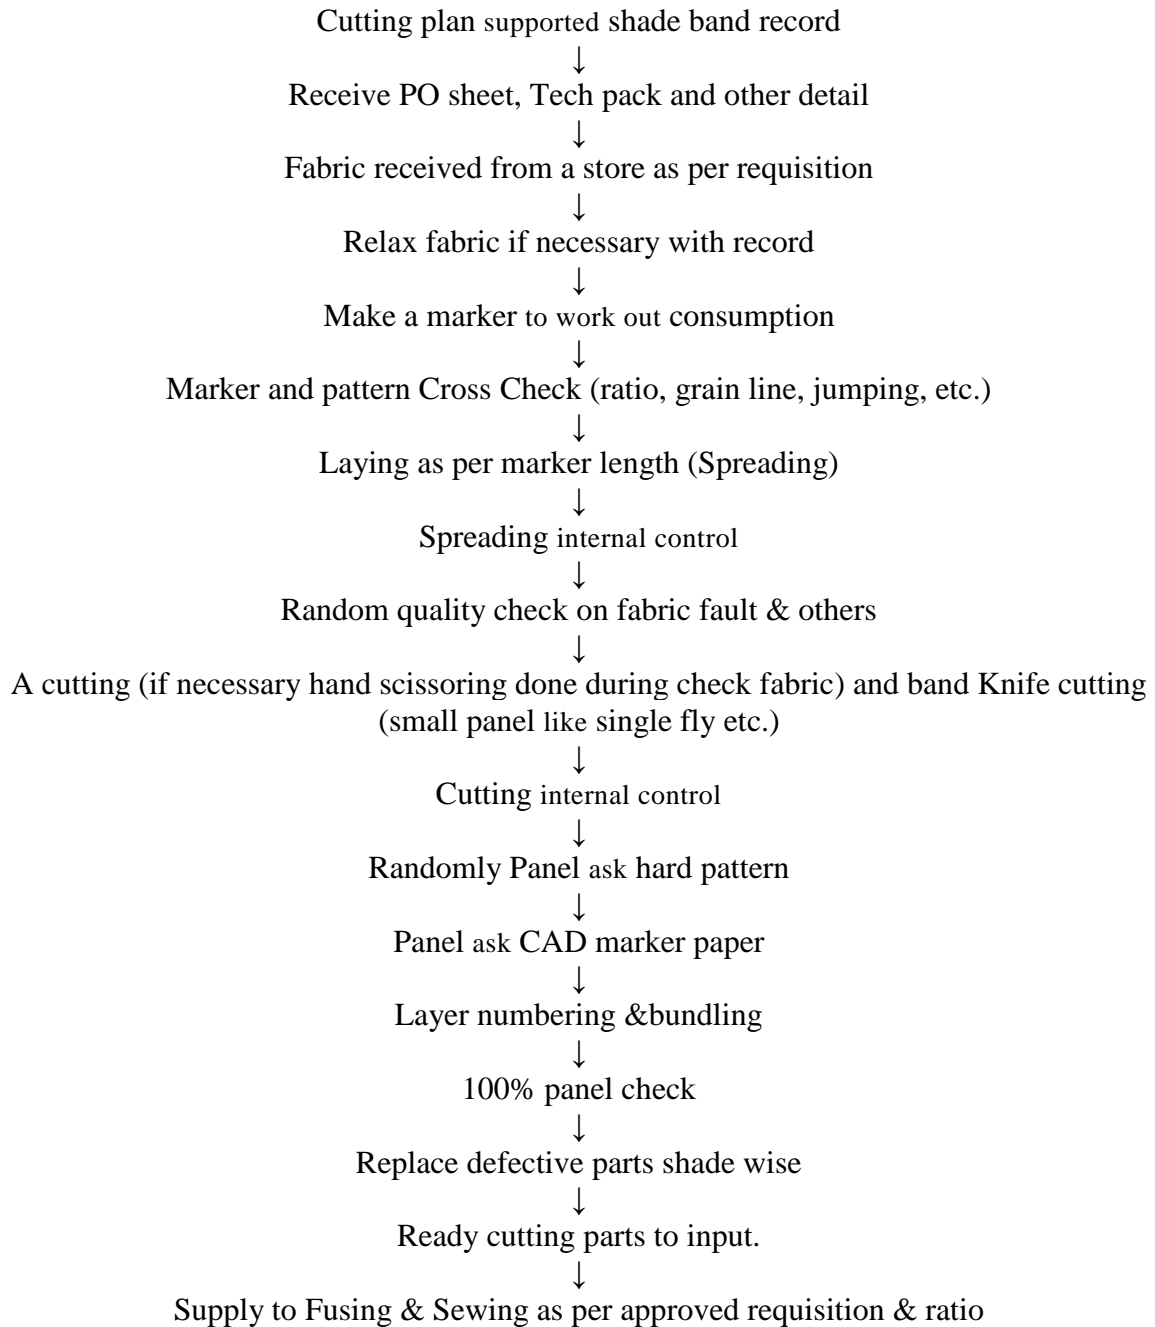 Cutting plan supported shade band record
↓
Receive PO sheet, Tech pack and other detail
↓
Fabric received from a store as per requisition
↓
Relax fabric if necessary with record
↓
Make a marker to work out consumption
↓
Marker and pattern Cross Check (ratio, grain line, jumping, etc.)
↓
Laying as per marker length (Spreading)
↓
Spreading internal control
↓
Random quality check on fabric fault & others
↓
A cutting (if necessary hand scissoring done during check fabric) and band Knife cutting
(small panel like single fly etc.)
↓
Cutting internal control
↓
Randomly Panel ask hard pattern
↓
Panel ask CAD marker paper
↓
Layer numbering &bundling
↓
100% panel check
↓
Replace defective parts shade wise
↓
Ready cutting parts to input.
↓
Supply to Fusing & Sewing as per approved requisition & ratio